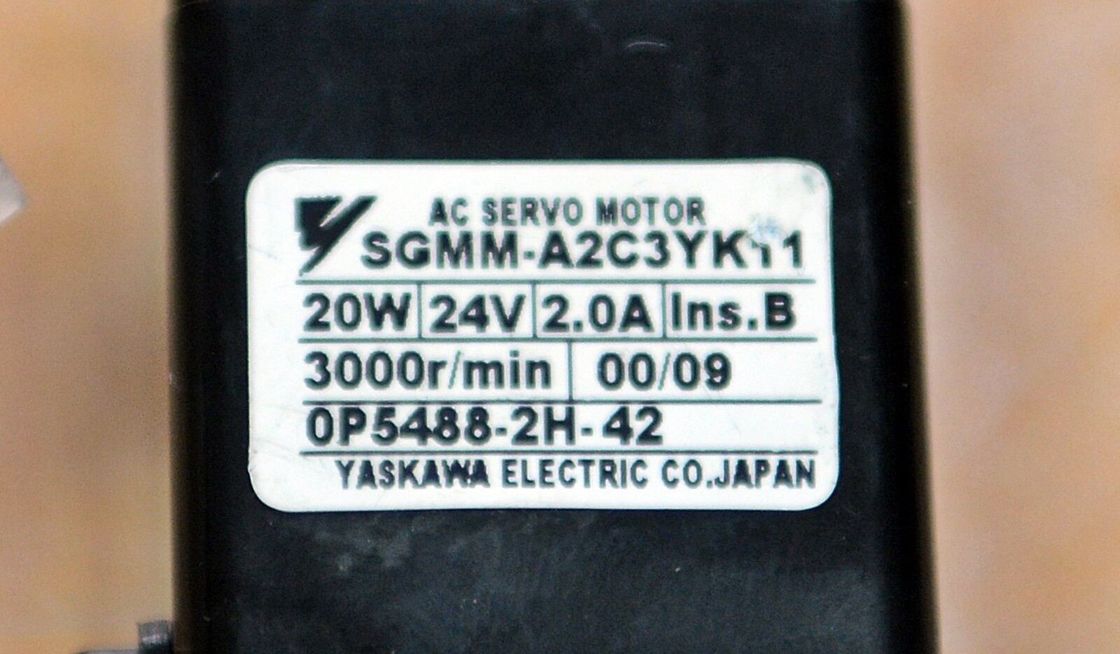 AC SERVO MOTOR
SGMM-A2C3YK11
20W 24V 2.0A Ins.B
3000r/min 00/09
0P5488-2H-42
YASKAWA ELECTRIC CO.JAPAN